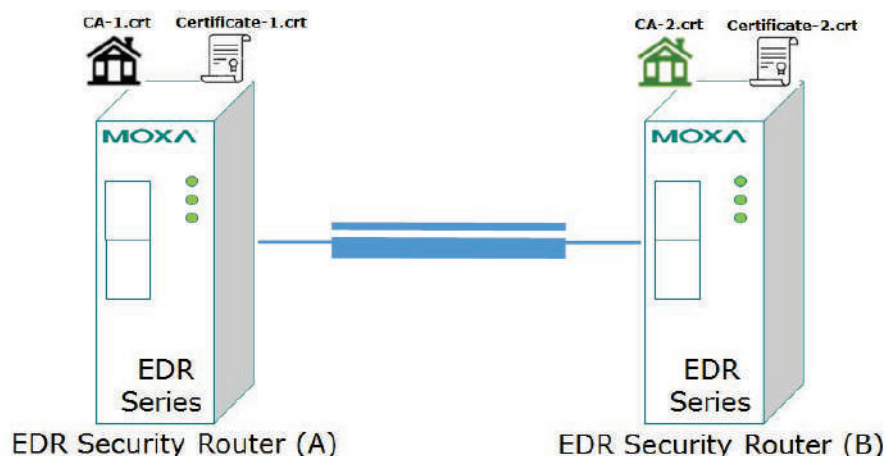 CA-1.crt Certificate-1.crt
CA-2.crt Certificate-2.crt
MOXA
MOXA
EDR
Series
EDR
Series
EDR Security Router (A)
EDR Security Router (B)